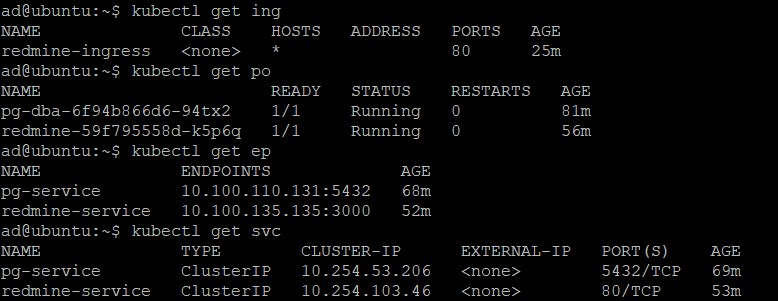 ad@ubuntu:~$ kubectl get ing
NAME CLASS HOSTS ADDRESS PORTS AGE
redmine-ingress <none> * 80 25m
ad@ubuntu:~$ kubectl get po
NAME READY STATUS RESTARTS AGE
pg-dba-6f94b866d6-94tx2 1/1 Running 0 81m
redmine-59f795558d-k5p6q 1/1 Running 0 56m
ad@ubuntu:~$ kubectl get ep
NAME ENDPOINTS AGE
pg-service 10.100.110.131:5432 68m
redmine-service 10.100.135.135:3000 52m
ad@ubuntu:~$ kubectl get svc
NAME TYPE CLUSTER-IP EXTERNAL-IP PORT(S) AGE
pg-service ClusterIP 10.254.53.206 <none> 5432/TCP 69m
redmine-service ClusterIP 10.254.103.46 <none> 80/TCP 53m